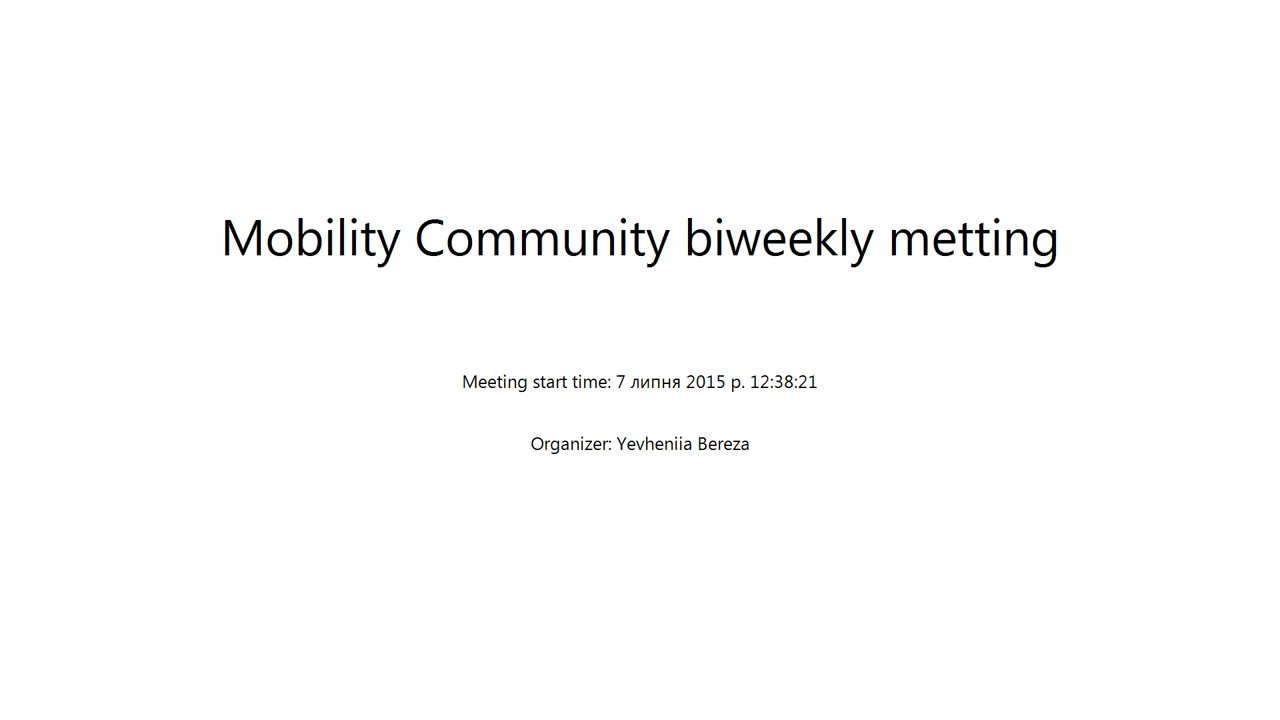 Mobility Community biweekly metting
Meeting start time: 7 липня 2015 р. 12:38:21
Organizer: Yevheniia Bereza